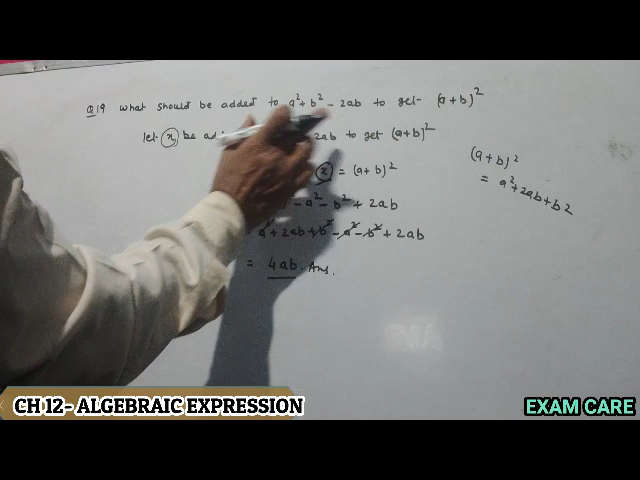 Q19 What should be added to a²+b²-2ab to get (a+b)²
let x be 2ab to get (a+b)²
x = (a+b)²
-a²-b²+2ab
a²+2ab+b²-a²-b²+2ab
= 4ab. Ans.
(a+b)²
= a²+2ab+b2
CH 12- ALGEBRAIC EXPRESSION
EXAM CARE